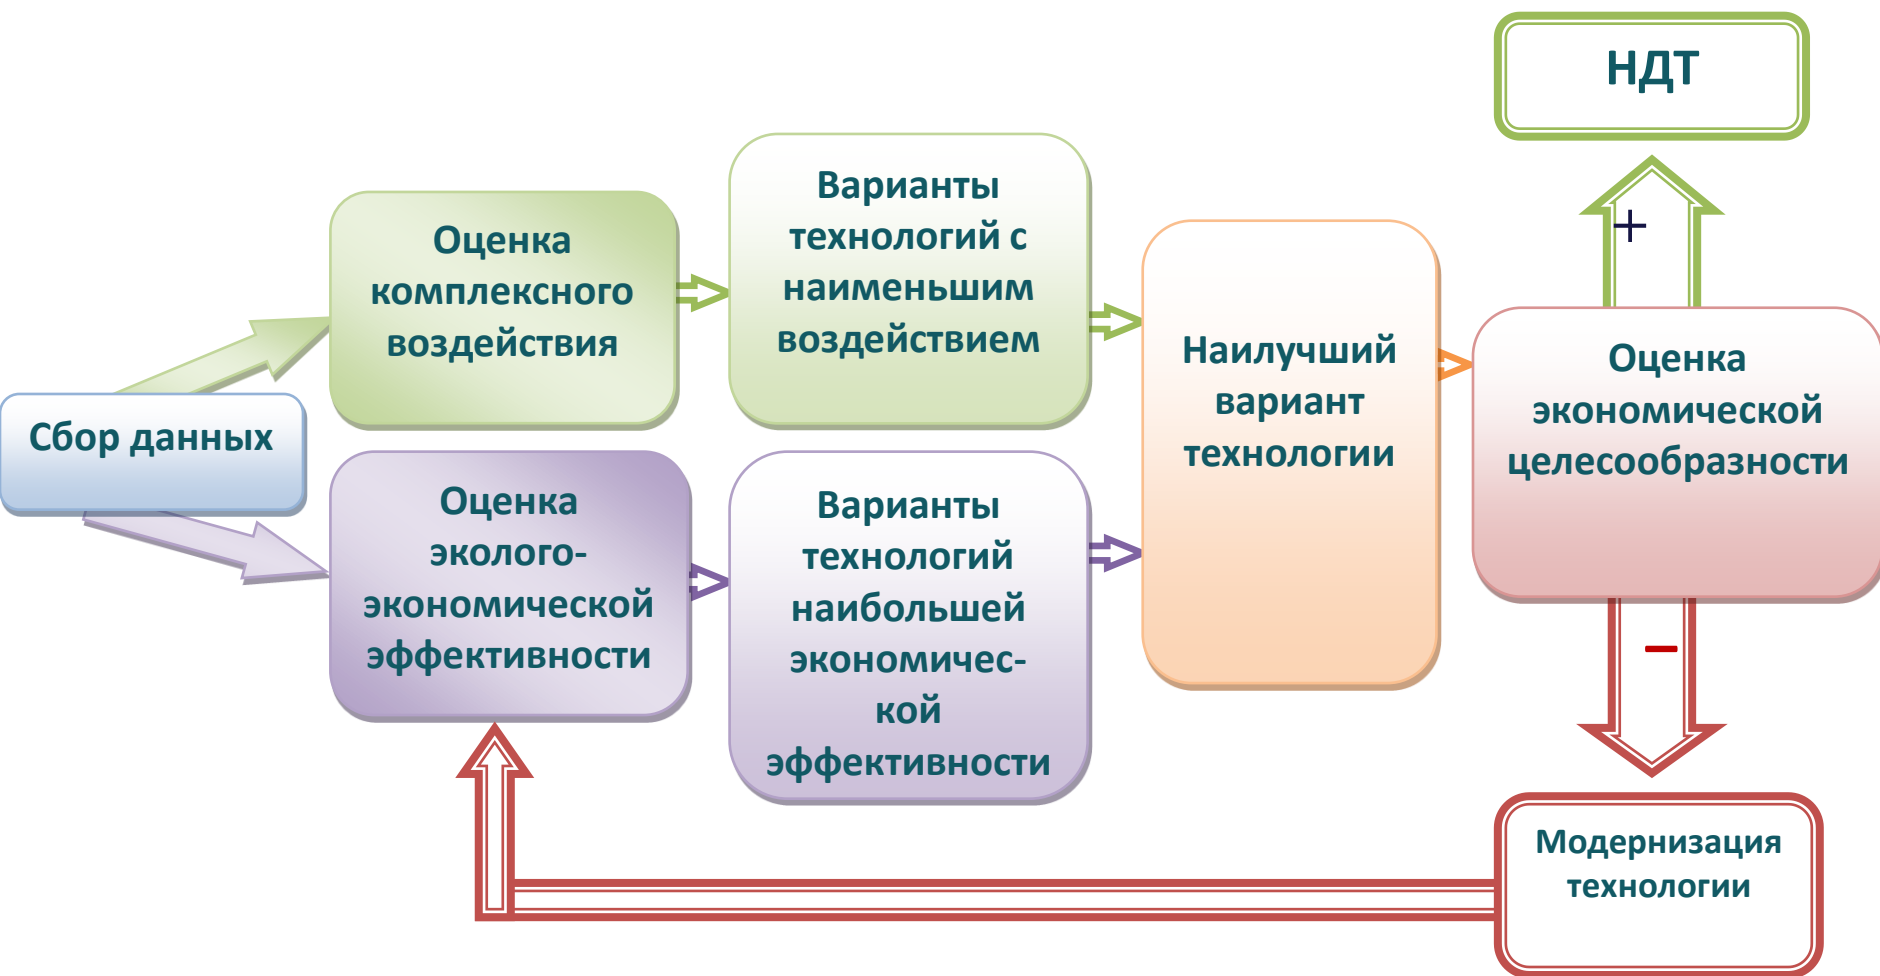 Сбор данных
Оценка
комплексного
воздействия
Варианты
технологий с
наименьшим
воздействием
Оценка
эколого-
экономической
эффективности
Варианты
технологий
наибольшей
экономичес-
кой
эффективности
Наилучший
вариант
технологии
Оценка
экономической
целесообразности
+
НДТ
–
Модернизация
технологии